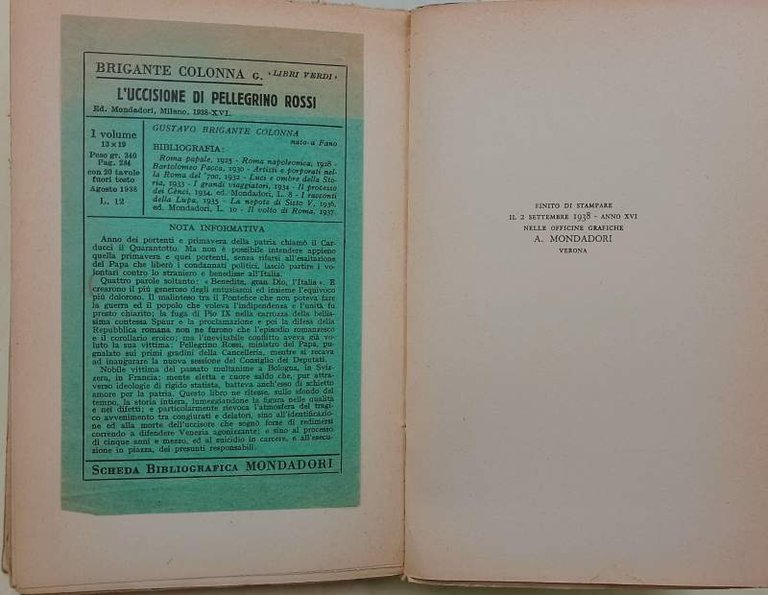 BRIGANTE COLONNA G. «LIBRI VERDI»
L'UCCISIONE DI PELLEGRINO ROSSI
Ed. Mondadori, Milano, 1938-XVI.
1 volume
13 × 19
Peso gr. 240
Pag. 284
con 20 tavole
fuori testo
Agosto 1938
L. 12
GUSTAVO BRIGANTE COLONNA
nato a Fano
BIBLIOGRAFIA:
Roma papale, 1925 - Roma napoleonica, 1928 -
Bartolomeo Pacca, 1930 - Artisti e porporati nel-
la Roma del '700, 1932 - Luci e ombre della Sto-
ria, 1933 - I grandi viaggiatori, 1934 - Il processo
dei Cènci, 1934, ed. Mondadori, L. 8 - I racconti
della Lupa, 1935 - La nepote di Sisto V, 1936,
ed. Mondadori, L. 10 - Il volto di Roma, 1937.
NOTA INFORMATIVA
Anno dei portenti e primavera della patria chiamò il Car-
ducci il Quarantotto. Ma non è possibile intendere appieno
quella primavera e quei portenti, senza rifarsi all'esaltazione
del Papa che liberò i condannati politici, lasciò partire i vo-
lontari contro lo straniero e benedisse all'Italia.
Quattro parole soltanto: «Benedite, gran Dio, l'Italia». E
crearono il più generoso degli entusiasmi ed insieme l'equivoco
più doloroso. Il malinteso tra il Pontefice che non poteva fare
la guerra ed il popolo che voleva l'indipendenza e l'unità fu
presto chiarito; la fuga di Pio IX nella carrozza della bellis-
sima contessa Spaur e la proclamazione e poi la difesa della
Repubblica romana non ne furono che l'episodio romanzesco
e il corollario eroico; ma l'inevitabile conflitto aveva già vo-
luto la sua vittima: Pellegrino Rossi, ministro del Papa, pu-
gnalato sui primi gradini della Cancelleria, mentre si recava
ad inaugurare la nuova sessione del Consiglio dei Deputati.
Nobile vittima del passato multanime a Bologna, in Sviz-
zera, in Francia; mente eletta e cuore saldo che, pur attra-
verso ideologie di rigido statista, batteva anch'esso di schietto
amore per la patria. Questo libro ne ritesse, sullo sfondo del
tempo, la storia intiera, lumeggiandone la figura nelle qualità
e nei difetti; e particolarmente rievoca l'atmosfera del tragi-
co avvenimento tra congiurati e delatori, sino all'identificazio-
ne ed alla morte dell'uccisore che sognò forse di redimersi
correndo a difendere Venezia agonizzante; e sino al processo
di cinque anni e mezzo, ed al suicidio in carcere, e all'esecu-
zione in piazza, dei presunti responsabili.
SCHEDA BIBLIOGRAFICA MONDADORI
FINITO DI STAMPARE
IL 2 SETTEMBRE 1938 - ANNO XVI
NELLE OFFICINE GRAFICHE
A. MONDADORI
VERONA